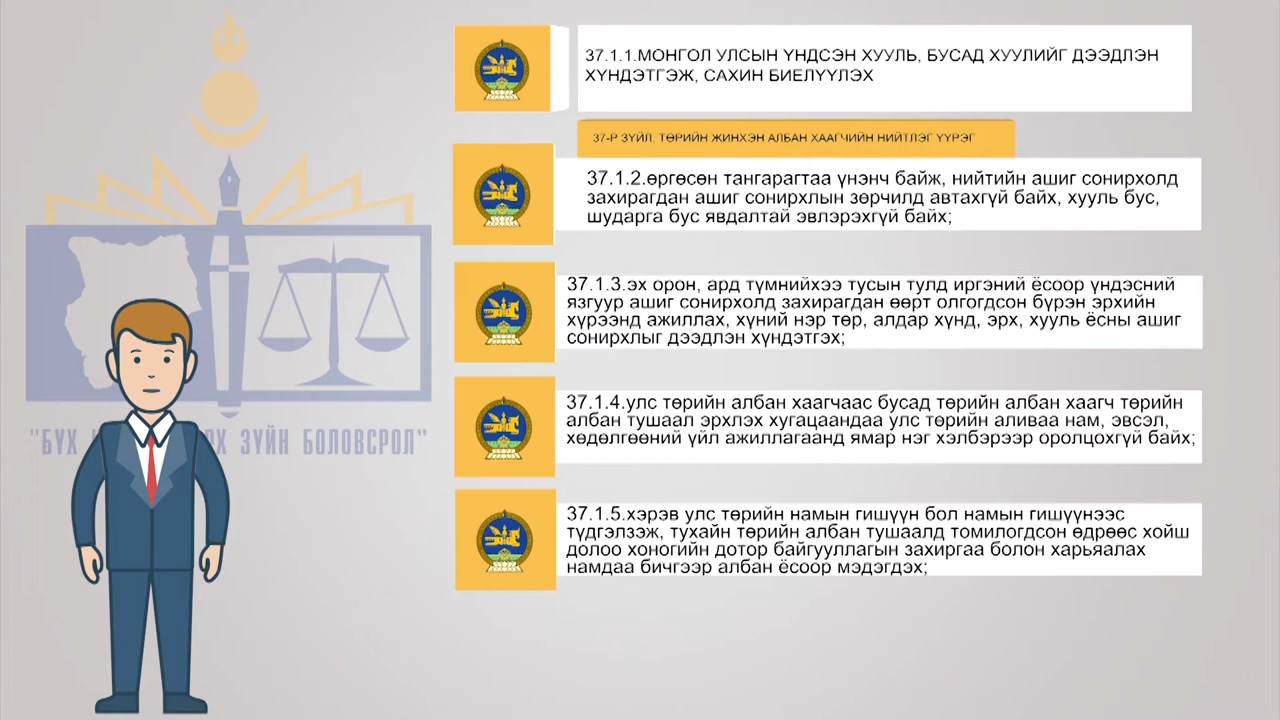 37.1.1.МОНГОЛ УЛСЫН ҮНДСЭН ХУУЛЬ, БУСАД ХУУЛИЙГ ДЭЭДЛЭН
ХҮНДЭТГЭЖ, САХИН БИЕЛҮҮЛЭХ
37-Р ЗҮЙЛ. ТӨРИЙН ЖИНХЭН АЛБАН ХААГЧИЙН НИЙТЛЭГ ҮҮРЭГ
37.1.2.өргөсөн тангарагтаа үнэнч байж, нийтийн ашиг сонирхолд
захирагдан ашиг сонирхлын зөрчилд автахгүй байх, хууль бус,
шударга бус явдалтай эвлэрэхгүй байх;
37.1.3.эх орон, ард түмнийхээ тусын тулд иргэний ёсоор үндэсний
язгуур ашиг сонирхолд захирагдан өөрт олгогдсон бүрэн эрхийн
хүрээнд ажиллах, хүний нэр төр, алдар хүнд, эрх, хууль ёсны ашиг
сонирхлыг дээдлэн хүндэтгэх;
37.1.4.улс төрийн албан хаагчаас бусад төрийн албан хаагч төрийн
албан тушаал эрхлэх хугацаандаа улс төрийн аливаа нам, эвсэл,
хөдөлгөөний үйл ажиллагаанд ямар нэг хэлбэрээр оролцохгүй байх;
37.1.5.хэрэв улс төрийн намын гишүүн бол намын гишүүнээс
түдгэлзэж, тухайн төрийн албан тушаалд томилогдсон өдрөөс хойш
долоо хоногийн дотор байгууллагын захиргаа болон харьяалах
намдаа бичгээр албан ёсоор мэдэгдэх;
"БҮХ ЗҮЙН БОЛОВСРОЛ"